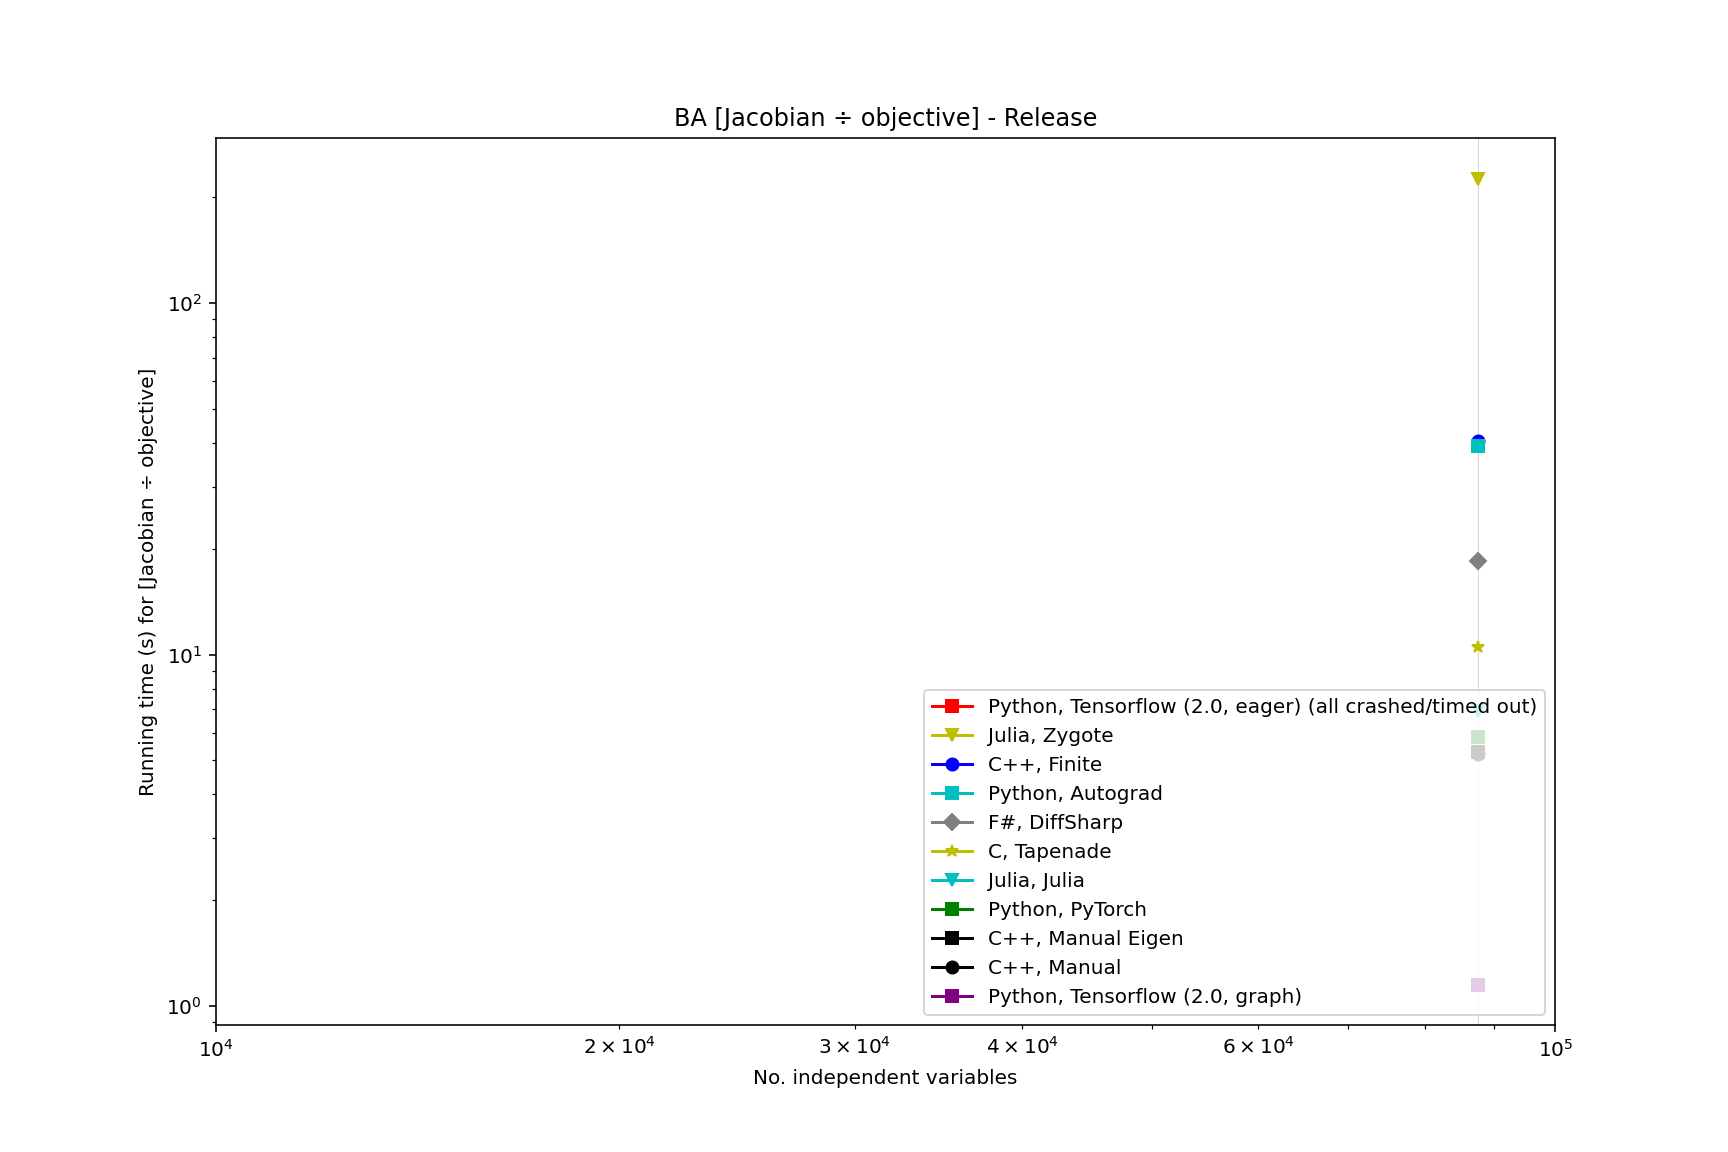 BA [Jacobian ÷ objective] - Release
Running time (s) for [Jacobian ÷ objective]
10²
10¹
10⁰
Python, Tensorflow (2.0, eager) (all crashed/timed out)
Julia, Zygote
C++, Finite
Python, Autograd
F#, DiffSharp
C, Tapenade
Julia, Julia
Python, PyTorch
C++, Manual Eigen
C++, Manual
Python, Tensorflow (2.0, graph)
10⁴ 2 × 10⁴ 3 × 10⁴ 4 × 10⁴ 6 × 10⁴ 10⁵
No. independent variables